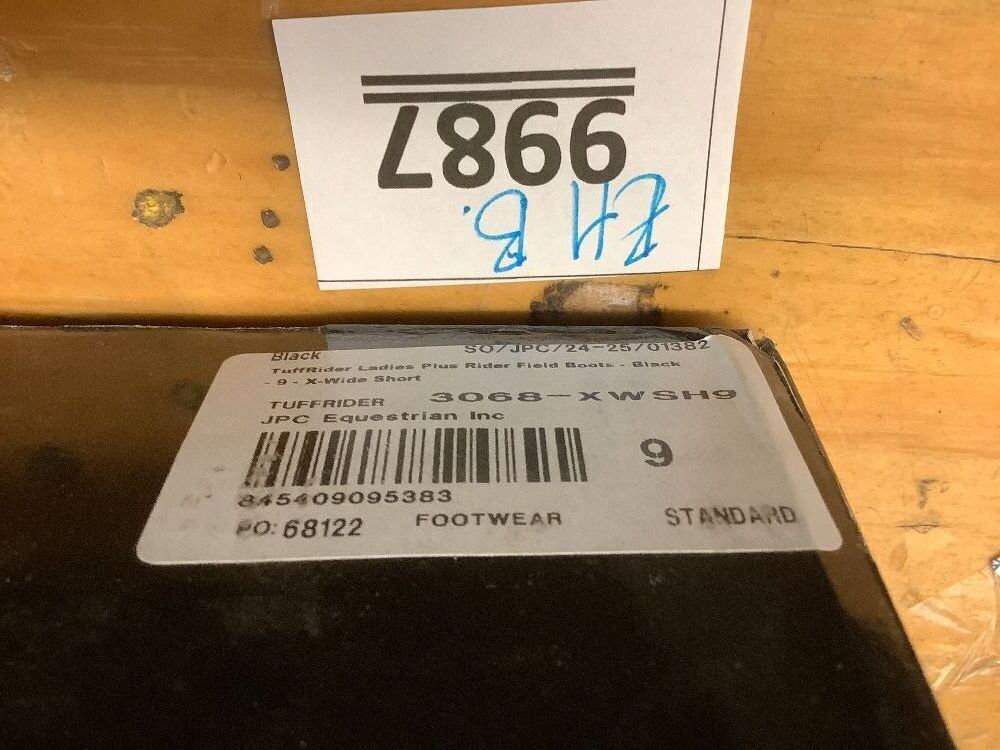 EH B.
9987
Black SO/JPC/24-25/01382
TuffRider Ladies Plus Rider Field Boots - Black
- 9 - X-Wide Short
TUFFRIDER 3068-XWSH9
JPC Equestrian Inc
9
845409095383
PO: 68122 FOOTWEAR STANDARD